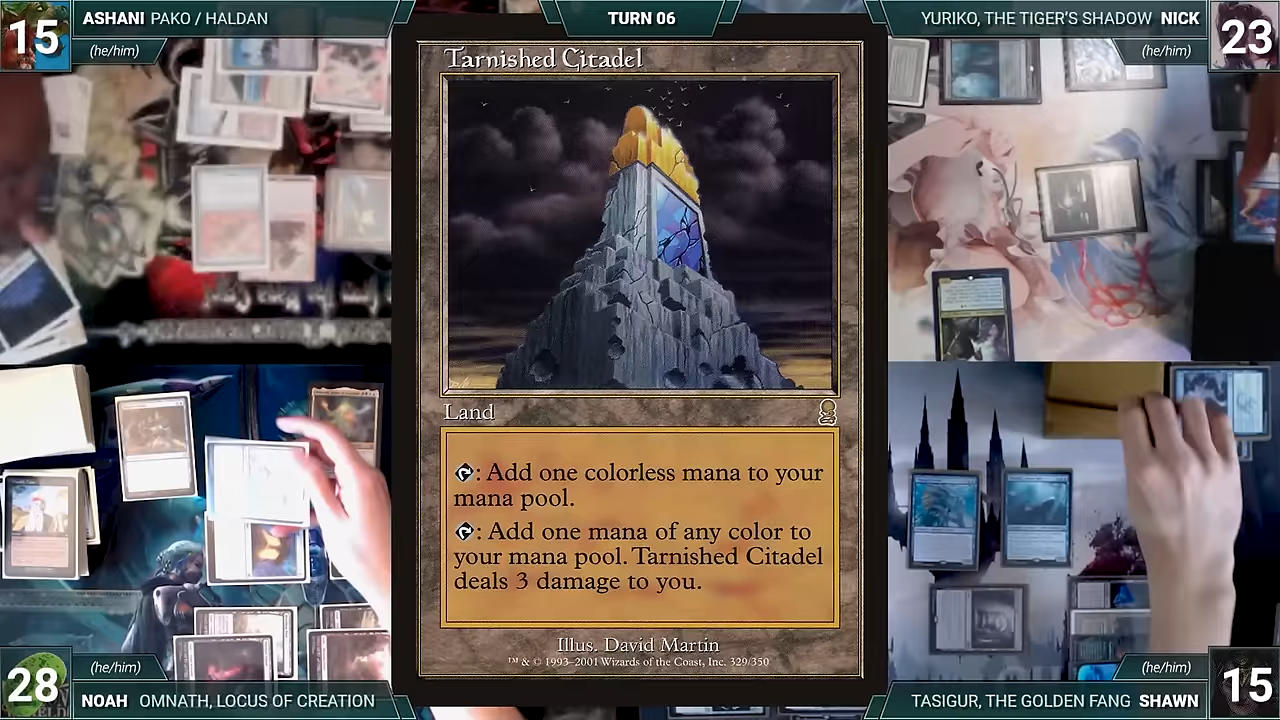 15
ASHANI PAKO / HALDAN
(he/him)
TURN 06
YURIKO, THE TIGER'S SHADOW NICK
(he/him)
23
Tarnished Citadel
Land
: Add one colorless mana to your
mana pool.
: Add one mana of any color to
your mana pool. Tarnished Citadel
deals 3 damage to you.
Illus. David Martin
™ & © 1993–2001 Wizards of the Coast, Inc. 329/350
28
(he/him)
NOAH OMNATH, LOCUS OF CREATION
(he/him)
TASIGUR, THE GOLDEN FANG SHAWN
15